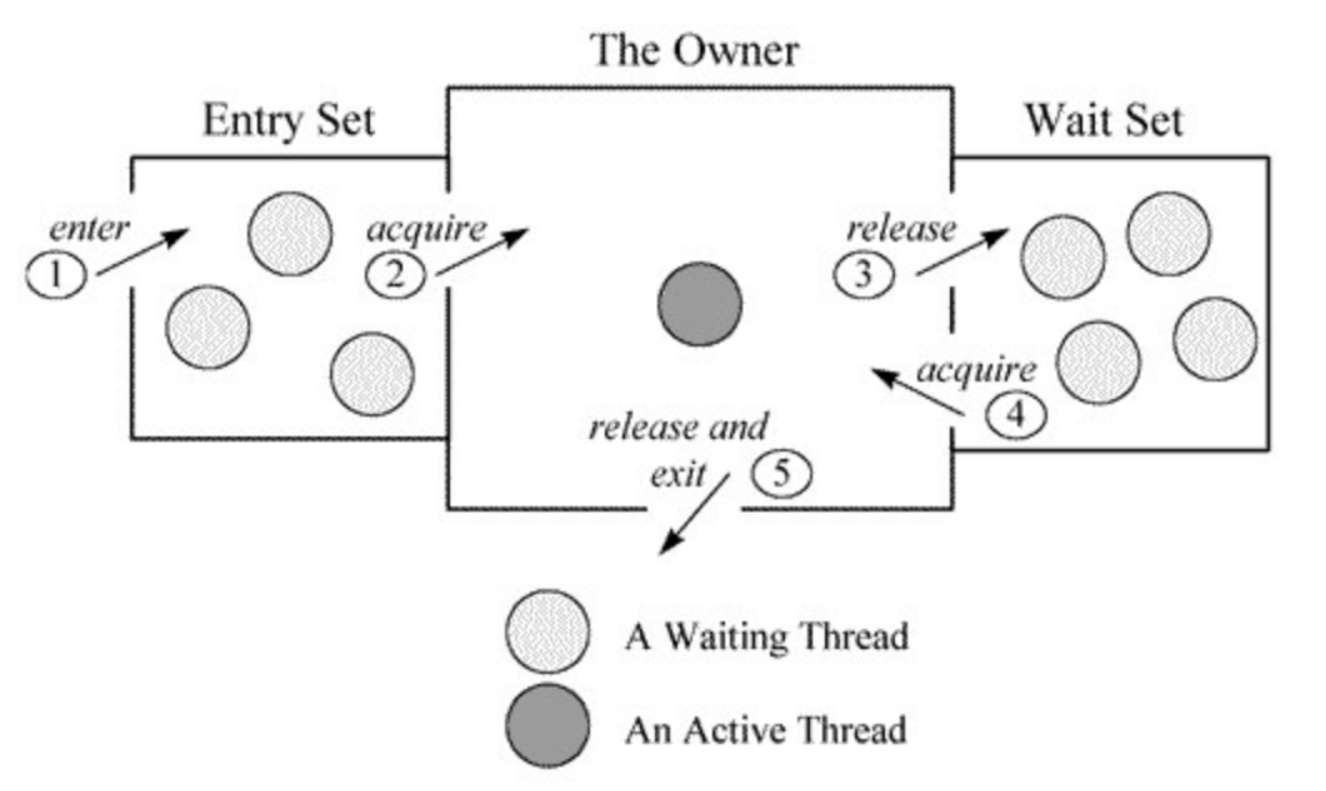 The Owner
Entry Set
Wait Set
enter
1
acquire
2
release
3
acquire
4
release and
exit
5
A Waiting Thread
An Active Thread